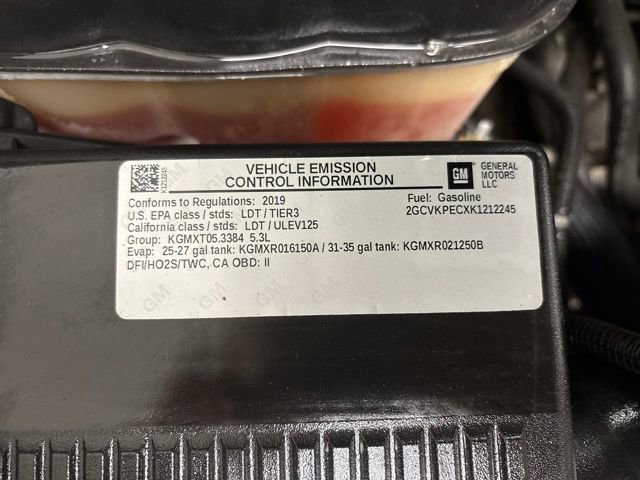 VEHICLE EMISSION
CONTROL INFORMATION
GM
GENERAL
MOTORS
LLC
K1212245
Conforms to Regulations: 2019
Fuel: Gasoline
U.S. EPA class / stds: LDT / TIER3
2GCVKPECXK1212245
California class / stds: LDT / ULEV125
Group: KGMXT05.3384 5.3L
Evap: 25-27 gal tank: KGMXR016150A / 31-35 gal tank: KGMXR021250B
DFI/HO2S/TWC, CA OBD: II